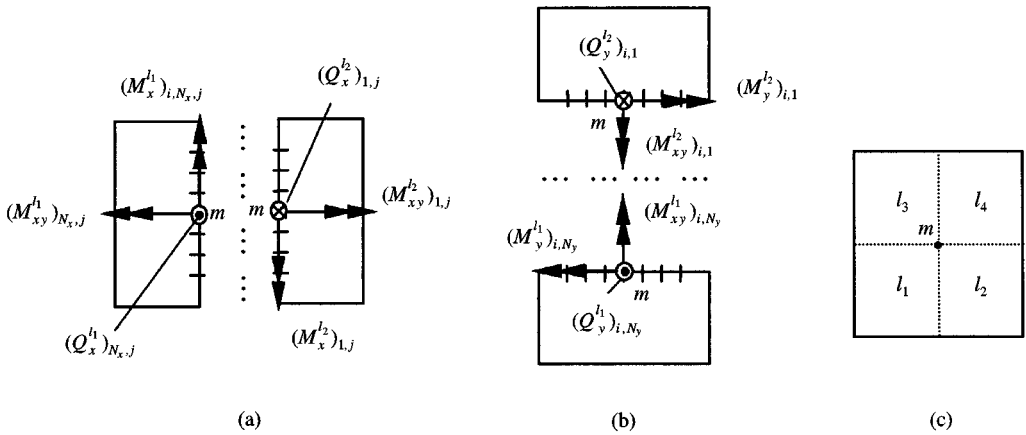 (M_x^{l_1})_{i,N_x,j}
(Q_x^{l_2})_{1,j}
(M_{xy}^{l_1})_{N_x,j}
m
m
(M_{xy}^{l_2})_{1,j}
(Q_x^{l_1})_{N_x,j}
(M_x^{l_2})_{1,j}
(a)
(Q_y^{l_2})_{i,1}
(M_y^{l_2})_{i,1}
m
(M_{xy}^{l_2})_{i,1}
(M_{xy}^{l_1})_{i,N_y}
(M_y^{l_1})_{i,N_y}
m
(Q_y^{l_1})_{i,N_y}
(b)
l_3
l_4
m
l_1
l_2
(c)